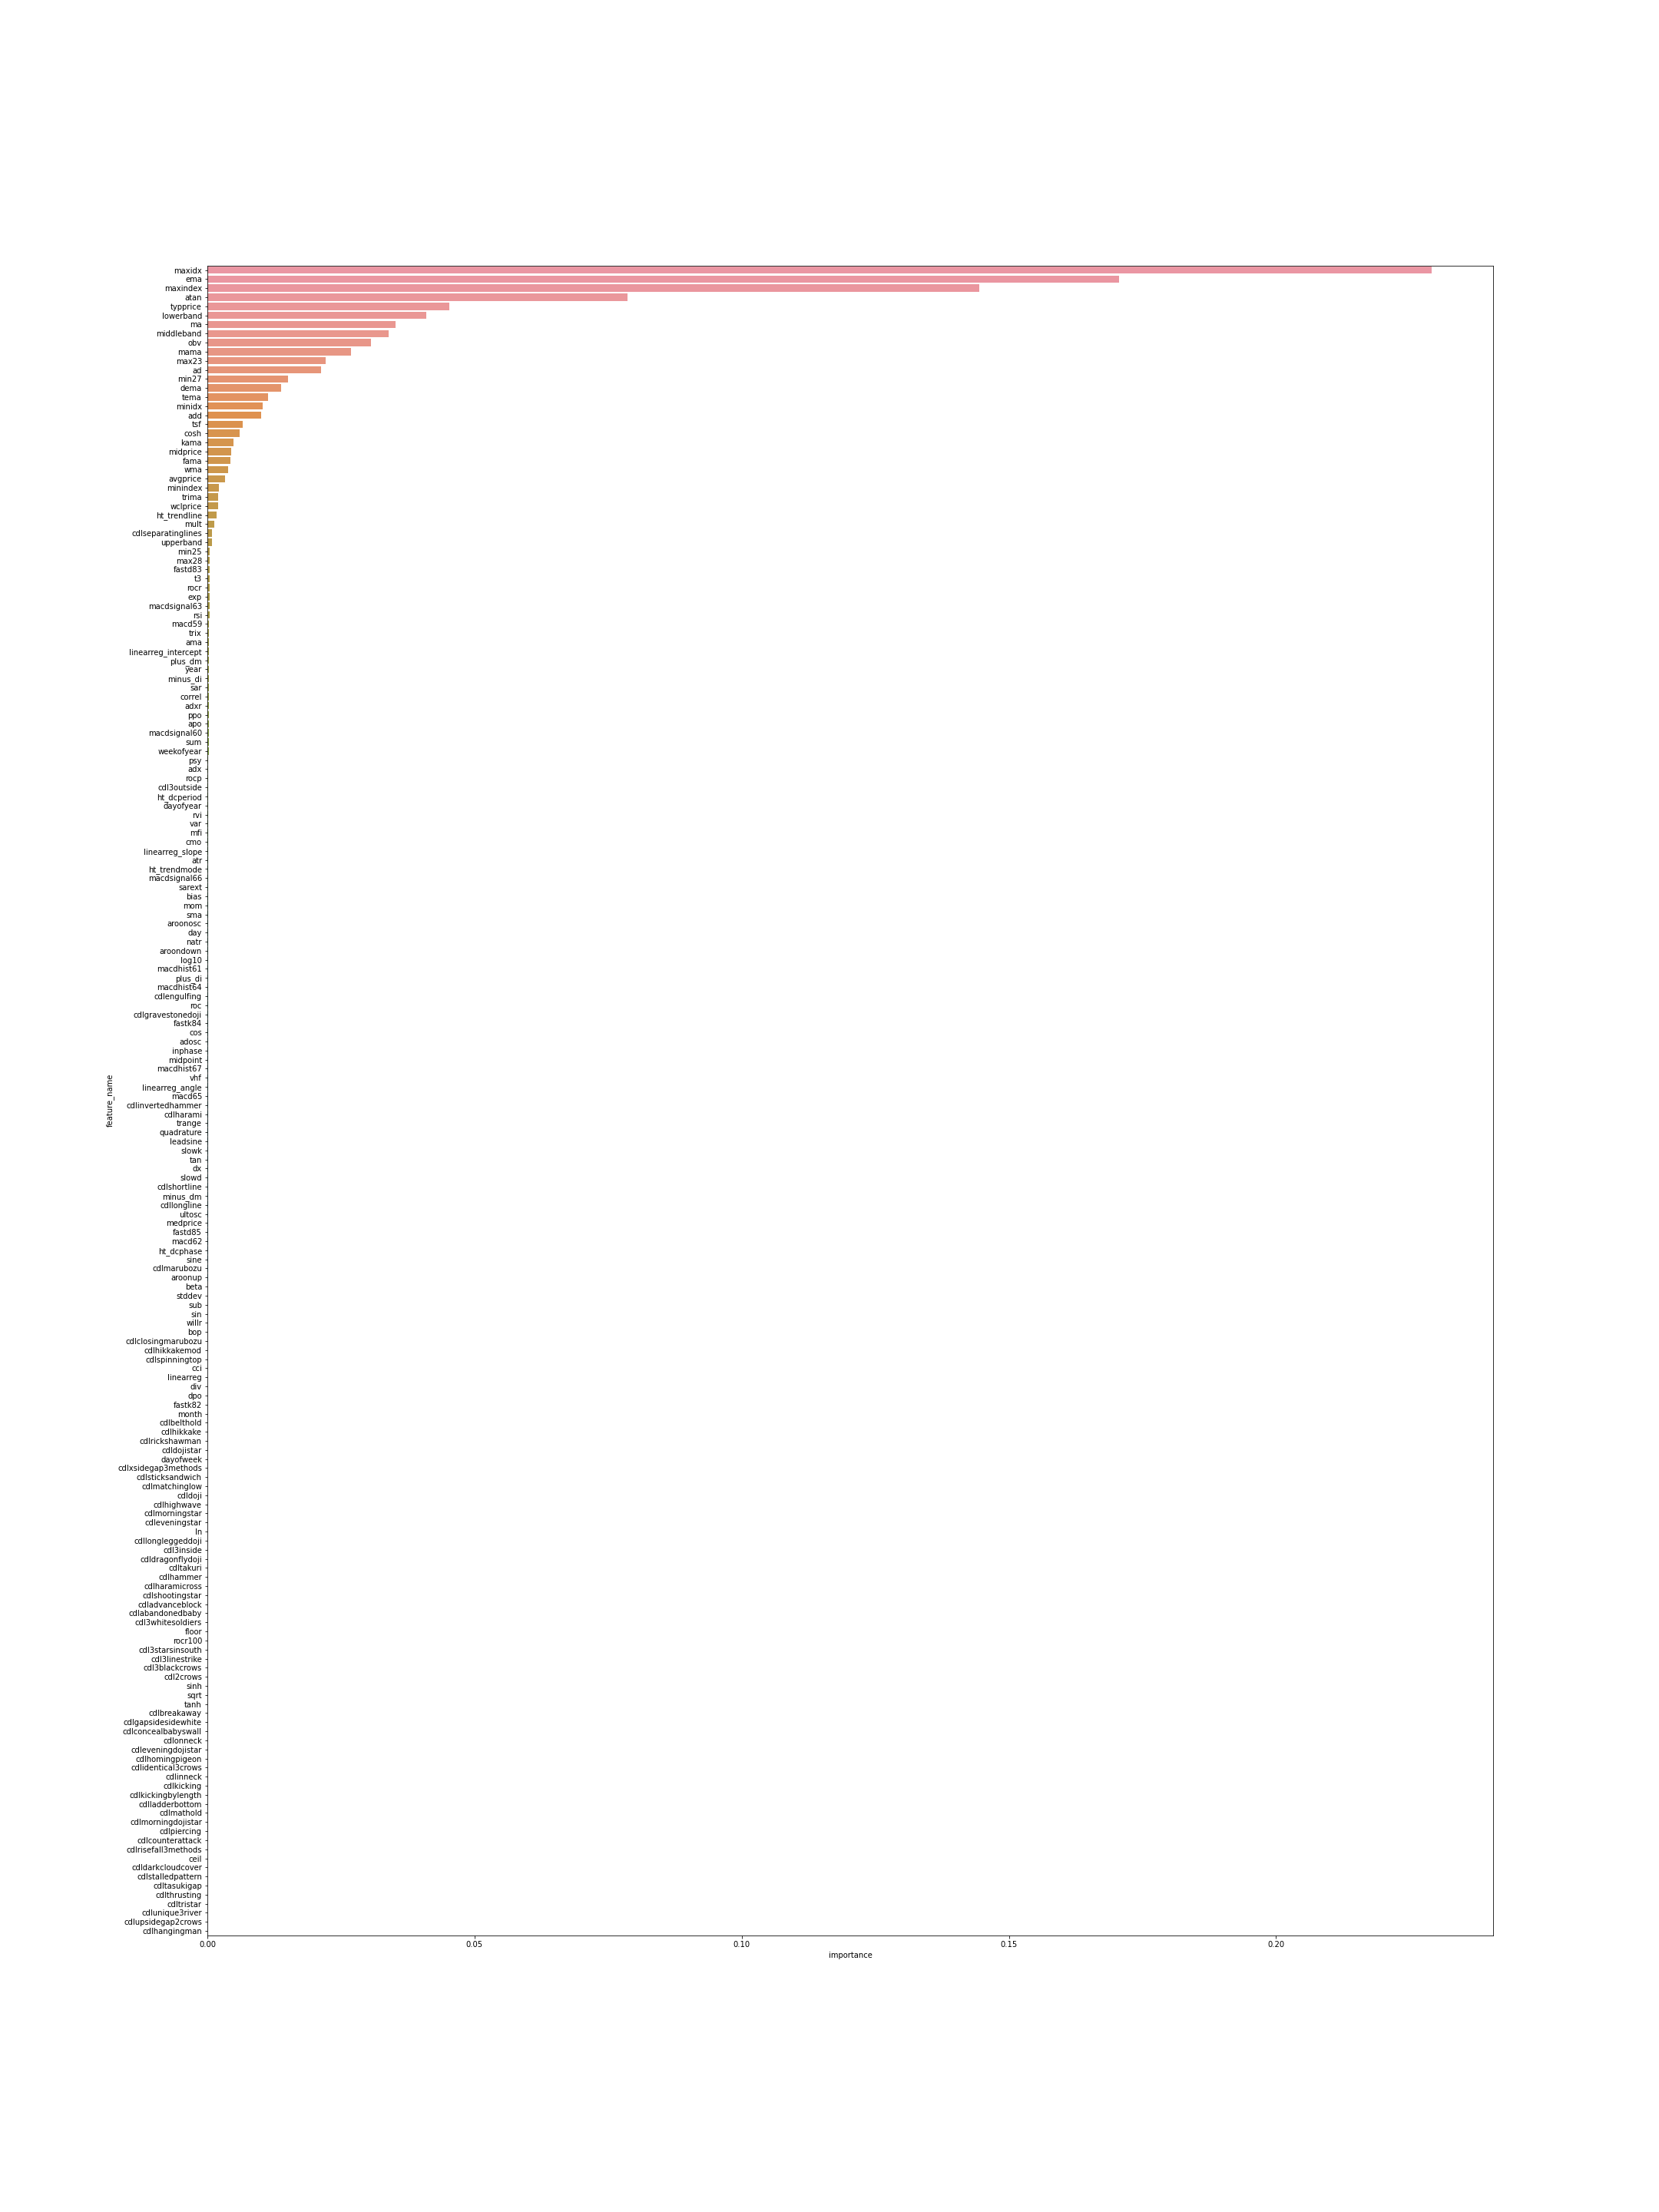 maxidx
ema
maxindex
atan
typprice
lowerband
ma
middleband
obv
mama
max23
ad
min27
dema
tema
minidx
add
tsf
cosh
kama
midprice
fama
wma
avgprice
minindex
trima
wclprice
ht_trendline
mult
cdlseparatinglines
upperband
min25
max28
fastd83
t3
rocr
exp
macdsignal63
rsi
macd59
trix
ama
linearreg_intercept
plus_dm
year
minus_di
sar
correl
adxr
ppo
apo
macdsignal60
sum
weekofyear
psy
adx
rocp
cdl3outside
ht_dcperiod
dayofyear
rvi
var
mfi
cmo
linearreg_slope
atr
ht_trendmode
macdsignal66
sarext
bias
mom
sma
aroonosc
day
natr
aroondown
log10
macdhist61
plus_di
macdhist64
cdlengulfing
roc
cdlgravestonedoji
fastk84
cos
adosc
inphase
midpoint
macdhist67
vhf
linearreg_angle
macd65
cdlinvertedhammer
cdlharami
trange
quadrature
leadsine
slowk
tan
dx
slowd
cdlshortline
minus_dm
cdllongline
ultosc
medprice
fastd85
macd62
ht_dcphase
sine
cdlmarubozu
aroonup
beta
stddev
sub
sin
willr
bop
cdlclosingmarubozu
cdlhikkakemod
cdlspinningtop
cci
linearreg
div
dpo
fastk82
month
cdlbelthold
cdlhikkake
cdlrickshawman
cdldojistar
dayofweek
cdlxsidegap3methods
cdlsticksandwich
cdlmatchinglow
cdldoji
cdlhighwave
cdlmorningstar
cdleveningstar
ln
cdllongleggeddoji
cdl3inside
cdldragonflydoji
cdltakuri
cdlhammer
cdlharamicross
cdlshootingstar
cdladvanceblock
cdlabandonedbaby
cdl3whitesoldiers
floor
rocr100
cdl3starsinsouth
cdl3linestrike
cdl3blackcrows
cdl2crows
sinh
sqrt
tanh
cdlbreakaway
cdlgapsidesidewhite
cdlconcealbabyswall
cdlonneck
cdleveningdojistar
cdlhomingpigeon
cdlidentical3crows
cdlinneck
cdlkicking
cdlkickingbylength
cdlladderbottom
cdlmathold
cdlmorningdojistar
cdlpiercing
cdlcounterattack
cdlrisefall3methods
ceil
cdldarkcloudcover
cdlstalledpattern
cdltasukigap
cdlthrusting
cdltristar
cdlunique3river
cdlupsidegap2crows
cdlhangingman
feature_name
0.00 0.05 0.10 0.15 0.20
importance